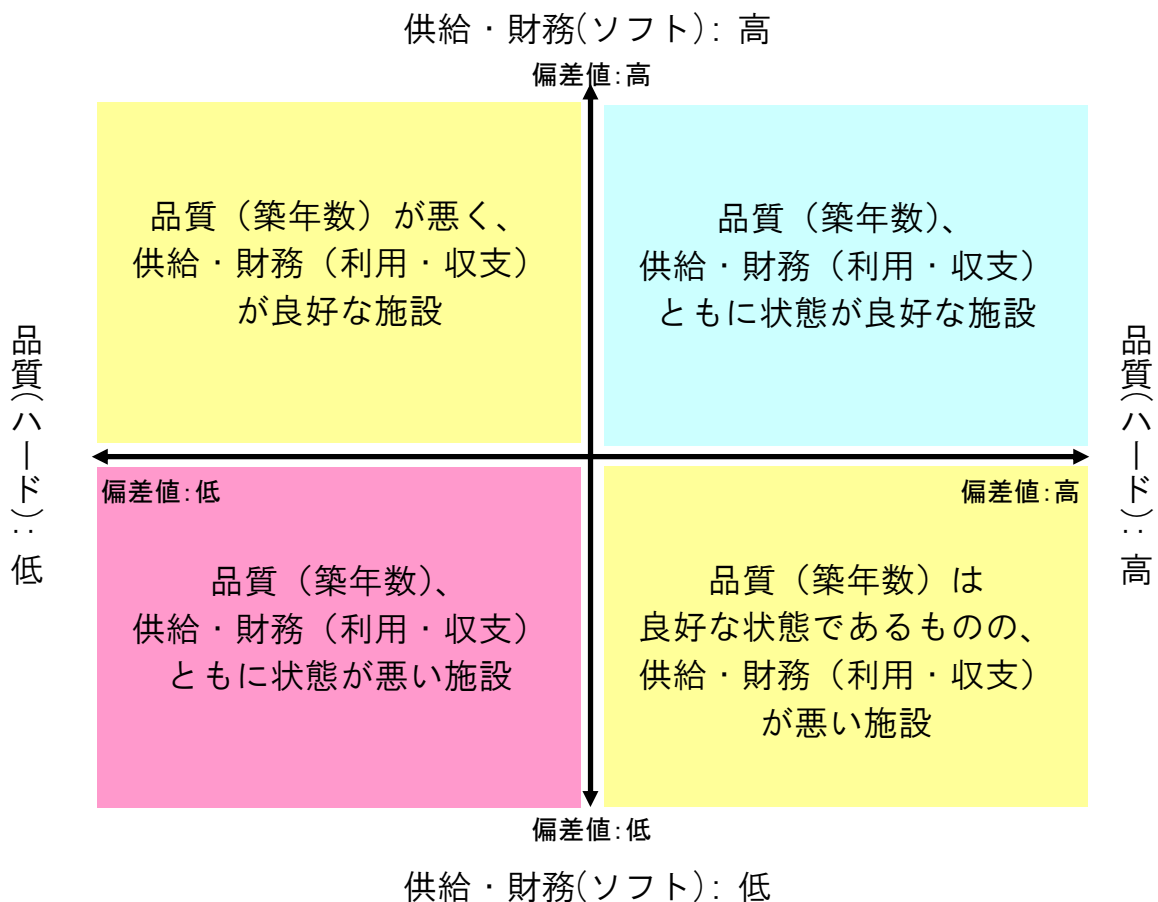 供給・財務(ソフト)：高
偏差値:高
品質（築年数）が悪く、
供給・財務（利用・収支）
が良好な施設
品質（築年数）、
供給・財務（利用・収支）
ともに状態が良好な施設
品質(ハード)：低
品質(ハード)：高
偏差値:低
偏差値:高
品質（築年数）、
供給・財務（利用・収支）
ともに状態が悪い施設
品質（築年数）は
良好な状態であるものの、
供給・財務（利用・収支）
が悪い施設
偏差値:低
供給・財務(ソフト)：低